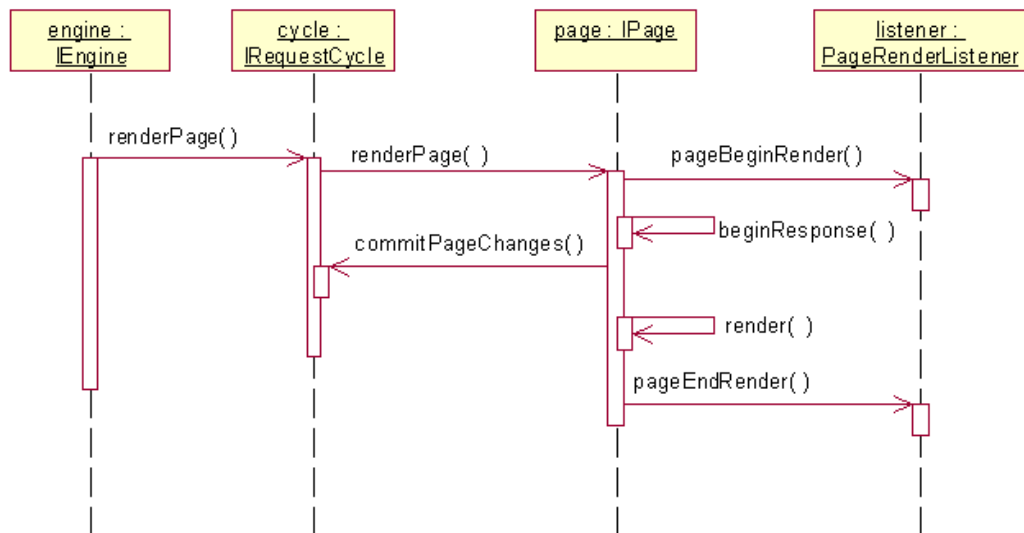 engine :
IEngine
cycle :
IRequestCycle
page : IPage
listener :
PageRenderListener
renderPage()
renderPage( )
pageBeginRender()
beginResponse( )
commitPageChanges()
render( )
pageEndRender()